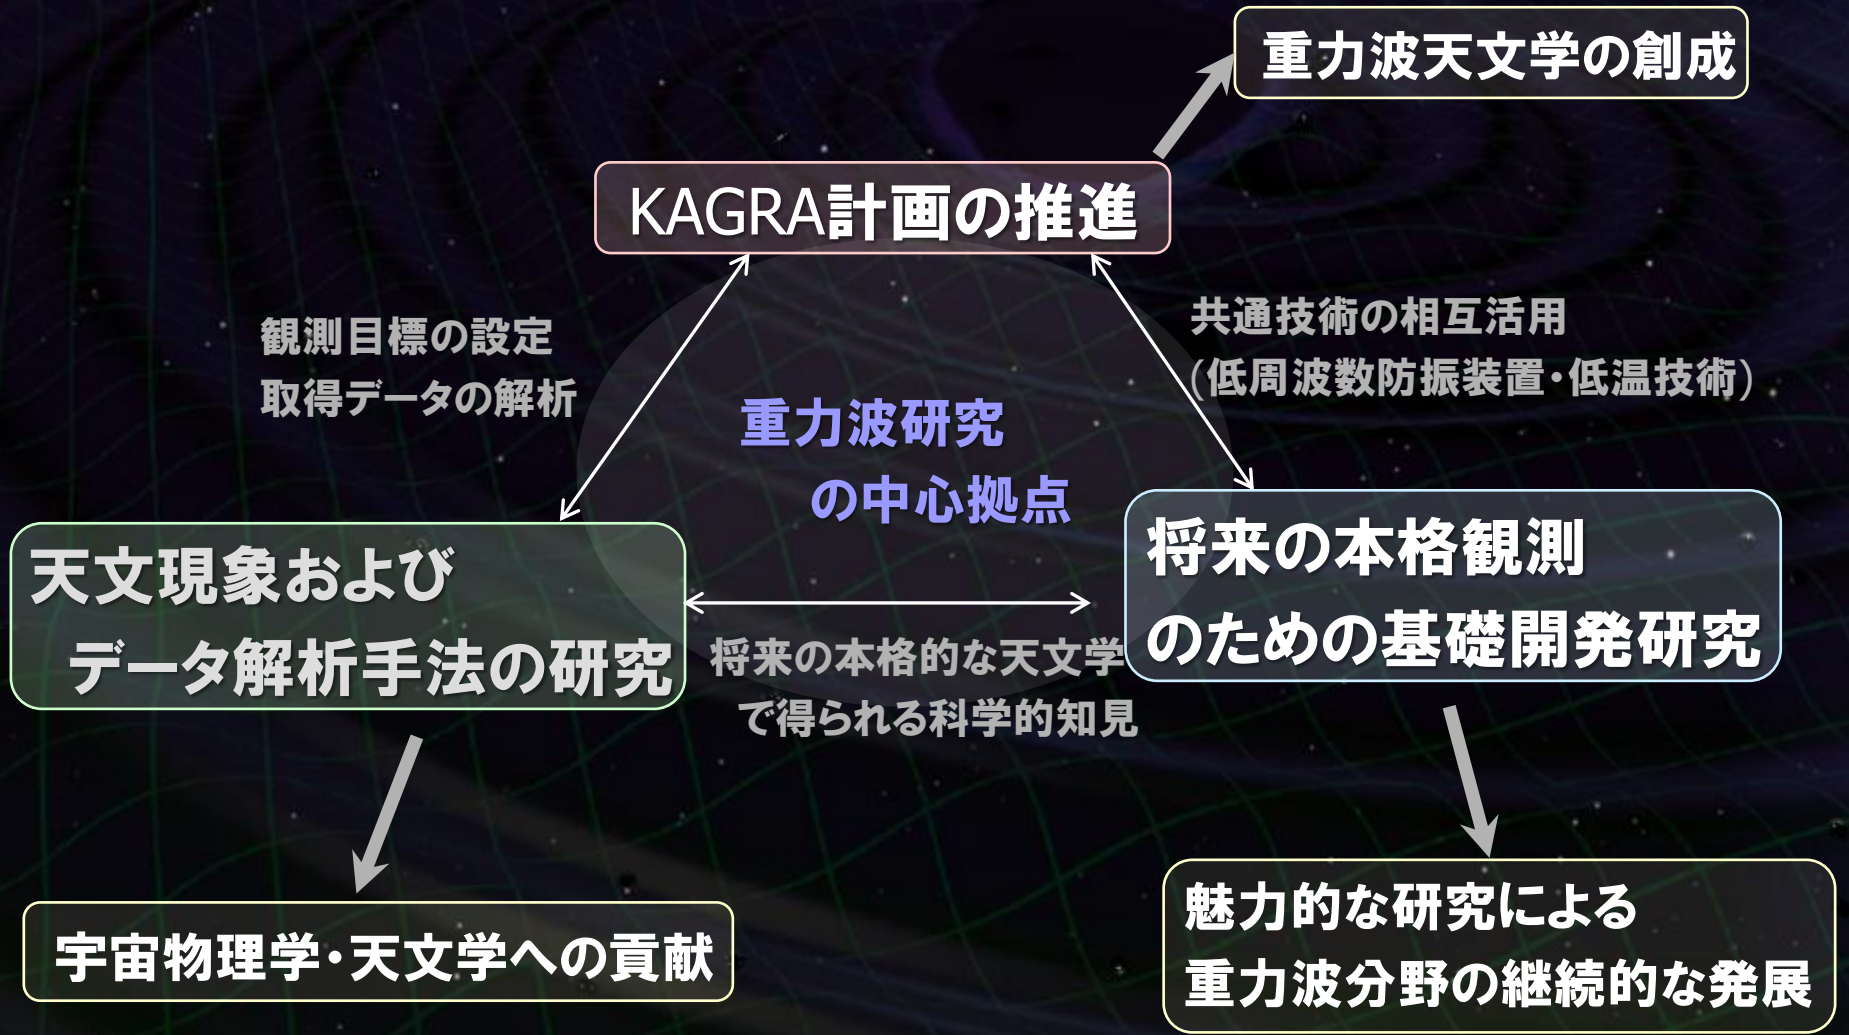 重力波天文学の創成
KAGRA計画の推進
観測目標の設定
取得データの解析
共通技術の相互活用
(低周波数防振装置・低温技術)
重力波研究
の中心拠点
天文現象および
データ解析手法の研究
将来の本格観測
のための基礎開発研究
将来の本格的な天文学
で得られる科学的知見
宇宙物理学・天文学への貢献
魅力的な研究による
重力波分野の継続的な発展